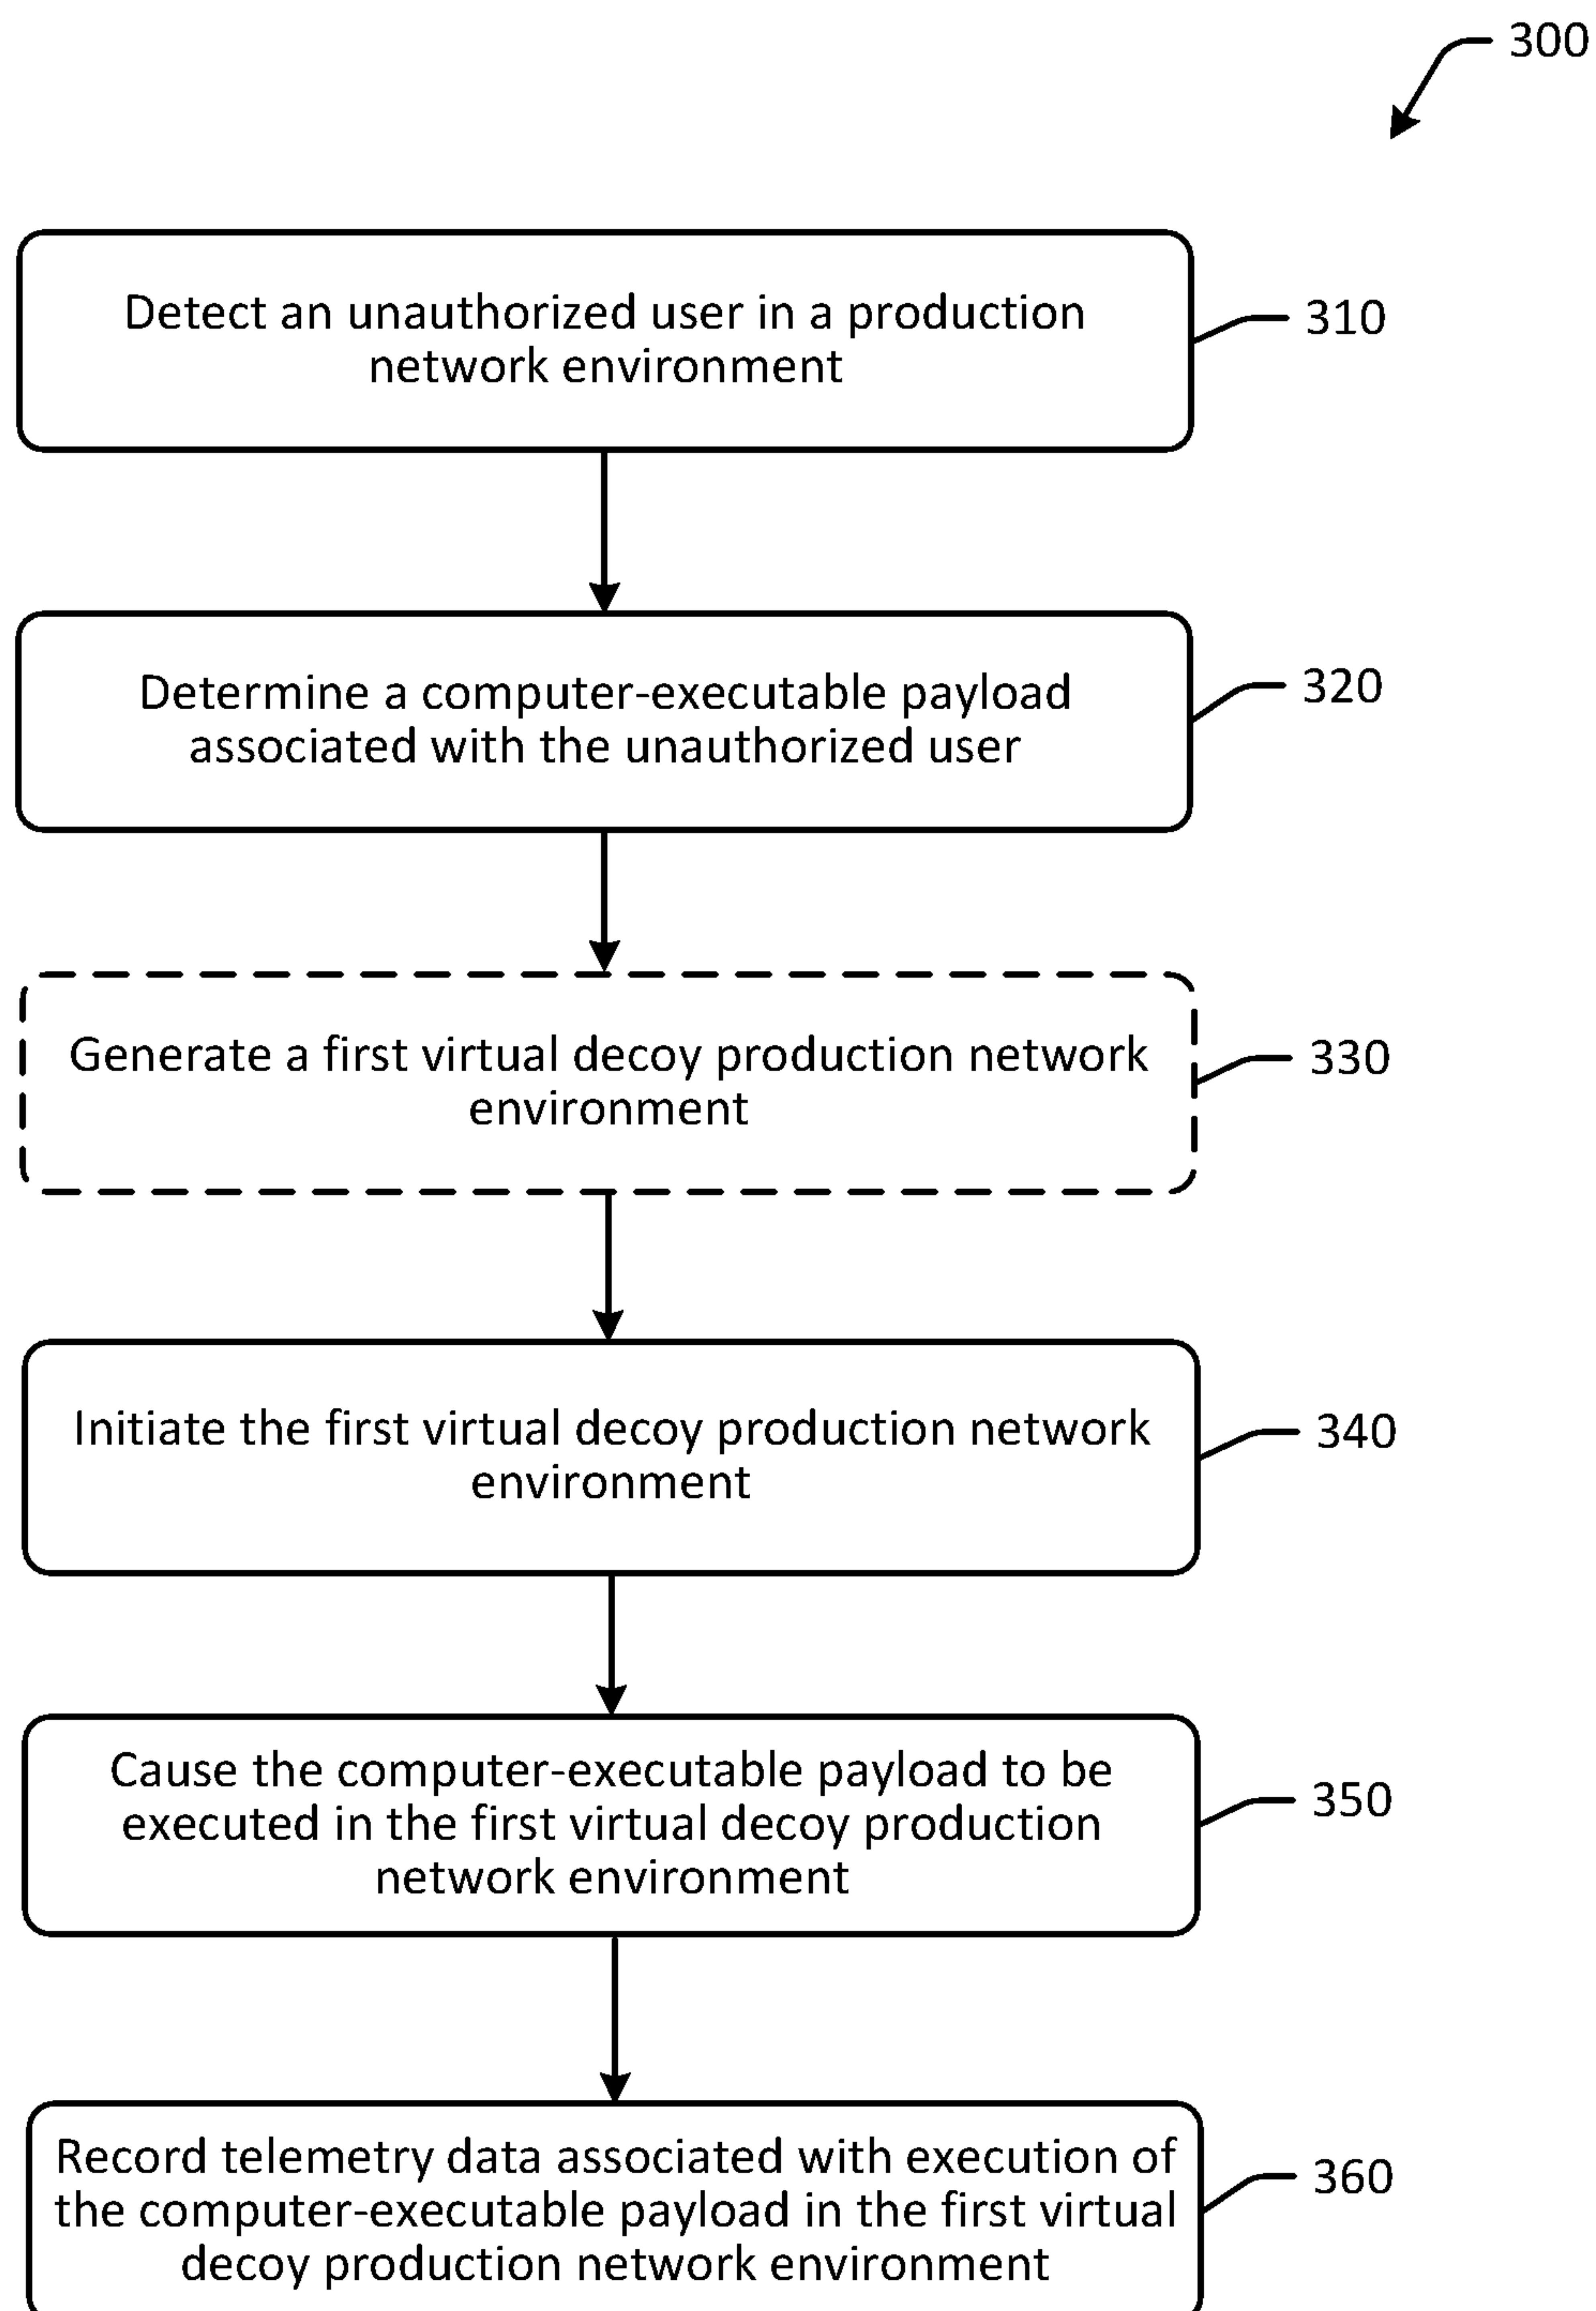 300
Detect an unauthorized user in a production
network environment
310
Determine a computer-executable payload
associated with the unauthorized user
320
Generate a first virtual decoy production network
environment
330
Initiate the first virtual decoy production network
environment
340
Cause the computer-executable payload to be
executed in the first virtual decoy production
network environment
350
Record telemetry data associated with execution of
the computer-executable payload in the first virtual
decoy production network environment
360